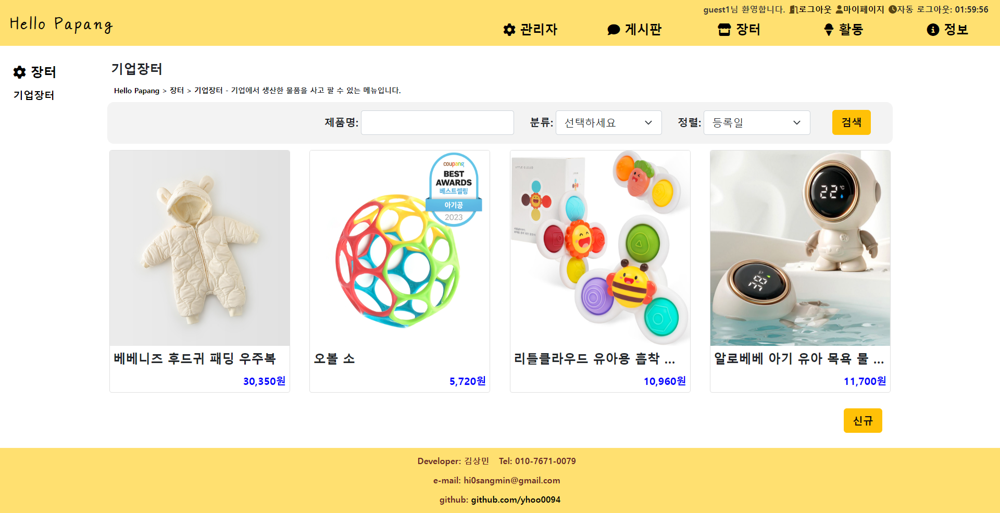 guest1님 환영합니다. 로그아웃 마이페이지 자동 로그아웃: 01:59:56
Hello Papang
관리자 게시판 장터 활동 정보
장터
기업장터
기업장터
Hello Papang > 장터 > 기업장터 - 기업에서 생산한 물품을 사고 팔 수 있는 메뉴입니다.
제품명: 분류: 선택하세요 정렬: 등록일 검색
coupang
BEST
AWARDS
베스트셀링
아기공
2023
LITTLE CLOUD
22 °C
베베니즈 후드귀 패딩 우주복
30,350원
오볼 소
5,720원
리틀클라우드 유아용 흡착 ...
10,960원
알로베베 아기 유아 목욕 물 ...
11,700원
신규
Developer: 김상민 Tel: 010-7671-0079
e-mail: hi0sangmin@gmail.com
github: github.com/yhoo0094